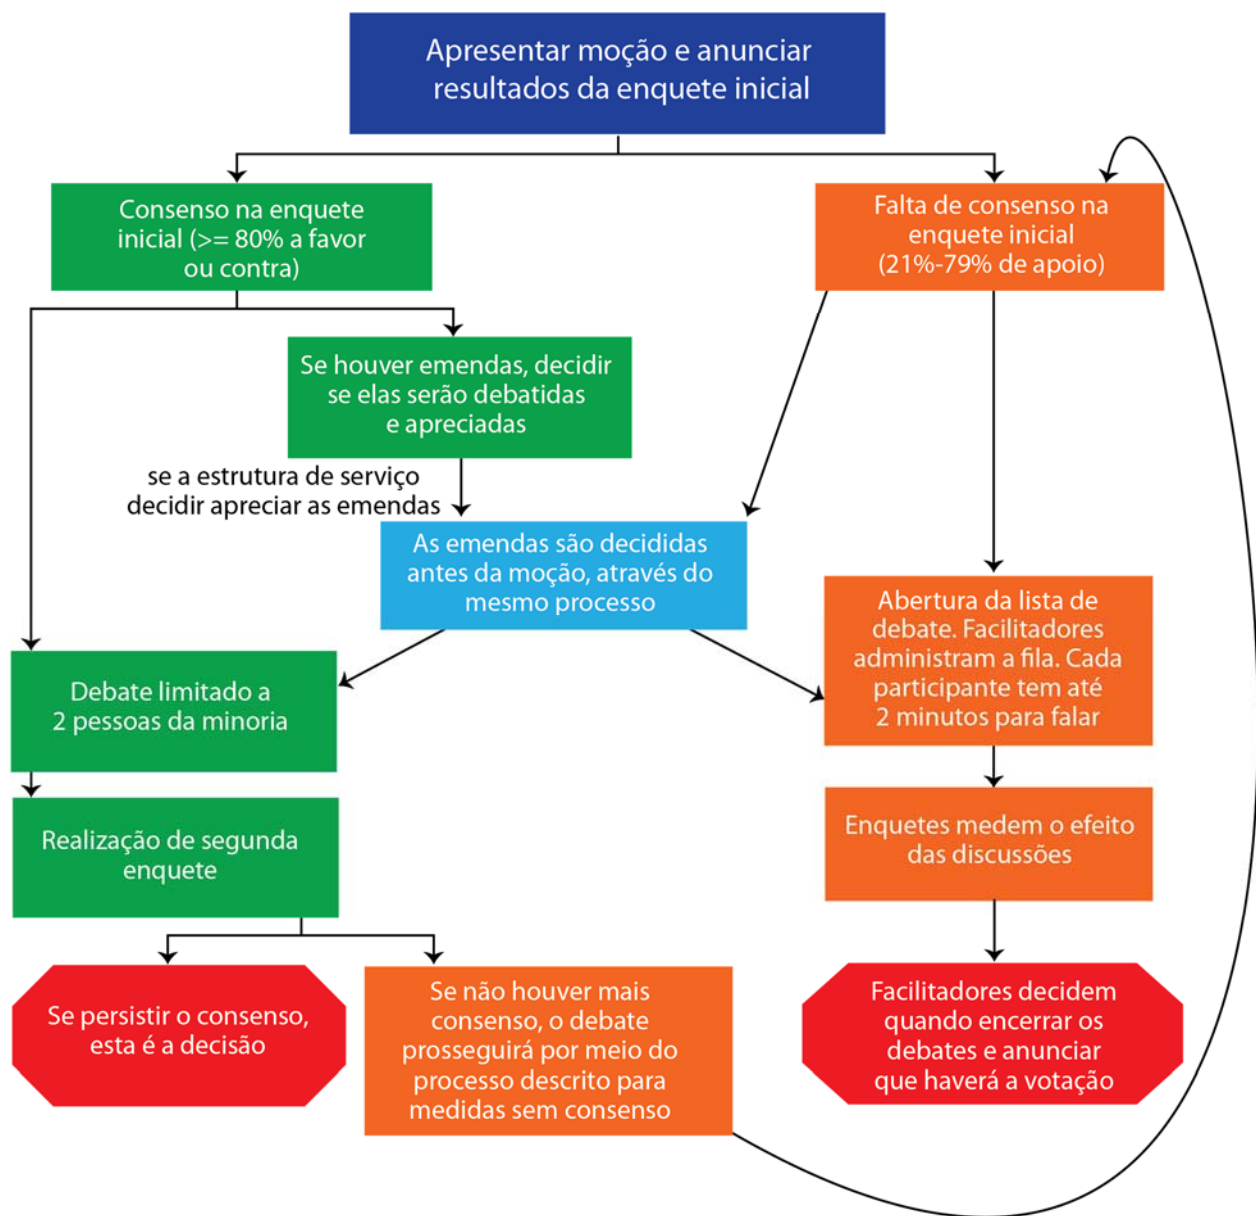 Apresentar moção e anunciar
resultados da enquete inicial
Consenso na enquete
inicial (>= 80% a favor
ou contra)
Falta de consenso na
enquete inicial
(21%-79% de apoio)
Se houver emendas, decidir
se elas serão debatidas
e apreciadas
se a estrutura de serviço
decidir apreciar as emendas
As emendas são decididas
antes da moção, através do
mesmo processo
Abertura da lista de
debate. Facilitadores
administram a fila. Cada
participante tem até
2 minutos para falar
Debate limitado a
2 pessoas da minoria
Realização de segunda
enquete
Enquetes medem o efeito
das discussões
Se persistir o consenso,
esta é a decisão
Se não houver mais
consenso, o debate
prosseguirá por meio do
processo descrito para
medidas sem consenso
Facilitadores decidem
quando encerrar os
debates e anunciar
que haverá a votação